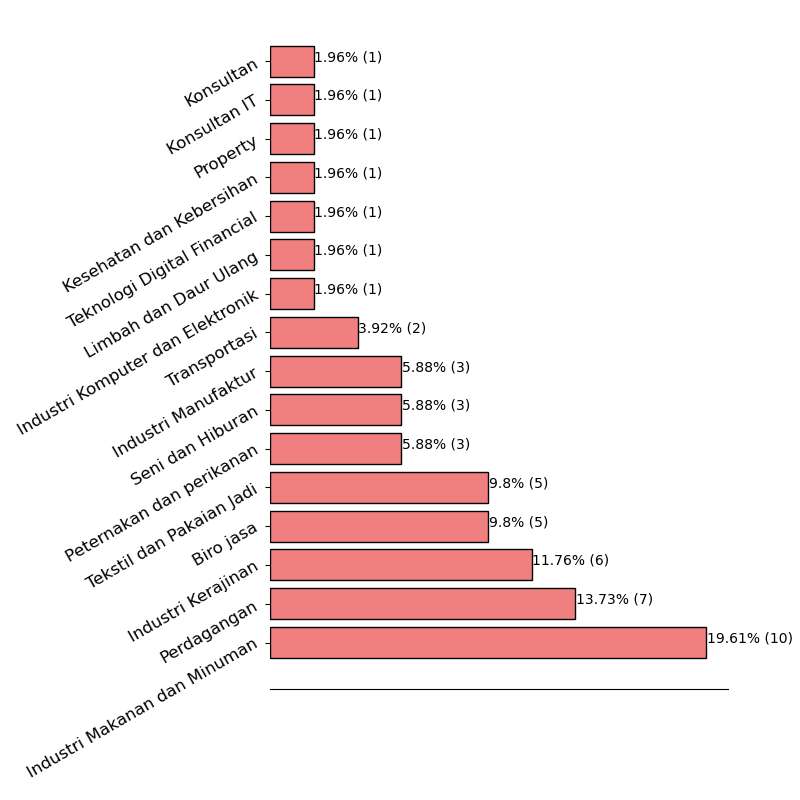 Konsultan 1.96% (1)
Konsultan IT 1.96% (1)
Property 1.96% (1)
Kesehatan dan Kebersihan 1.96% (1)
Teknologi Digital Financial 1.96% (1)
Limbah dan Daur Ulang 1.96% (1)
Industri Komputer dan Elektronik 1.96% (1)
Transportasi 3.92% (2)
Industri Manufaktur 5.88% (3)
Seni dan Hiburan 5.88% (3)
Peternakan dan perikanan 5.88% (3)
Tekstil dan Pakaian Jadi 9.8% (5)
Biro jasa 9.8% (5)
Industri Kerajinan 11.76% (6)
Perdagangan 13.73% (7)
Industri Makanan dan Minuman 19.61% (10)